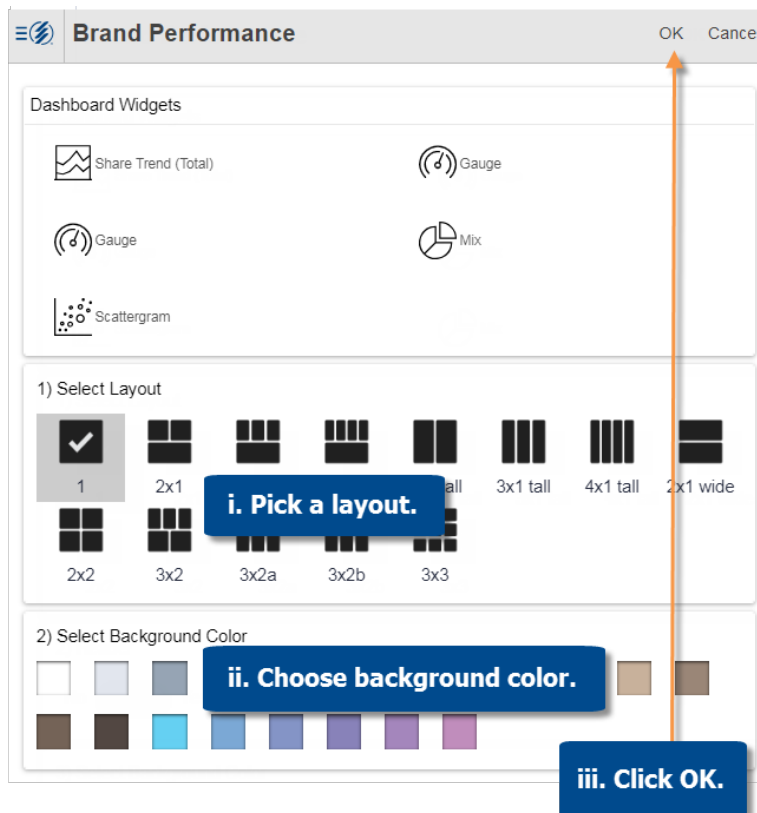 Brand Performance OK Cance
Dashboard Widgets
Share Trend (Total) Gauge
Gauge Mix
Scattergram
1) Select Layout
1 2x1 all 3x1 tall 4x1 tall 2x1 wide
i. Pick a layout.
2x2 3x2 3x2a 3x2b 3x3
2) Select Background Color
ii. Choose background color.
iii. Click OK.